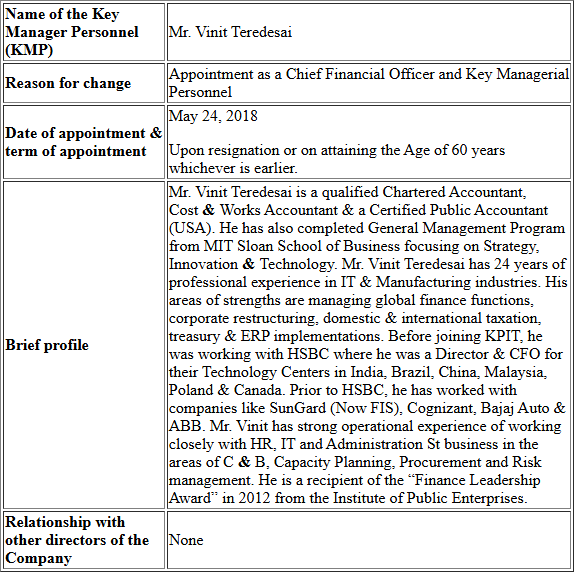 Name of the Key
Manager Personnel
(KMP)
Mr. Vinit Teredesai
Reason for change
Appointment as a Chief Financial Officer and Key Managerial
Personnel
Date of appointment &
term of appointment
May 24, 2018
Upon resignation or on attaining the Age of 60 years
whichever is earlier.
Brief profile
Mr. Vinit Teredesai is a qualified Chartered Accountant,
Cost & Works Accountant & a Certified Public Accountant
(USA). He has also completed General Management Program
from MIT Sloan School of Business focusing on Strategy,
Innovation & Technology. Mr. Vinit Teredesai has 24 years of
professional experience in IT & Manufacturing industries. His
areas of strengths are managing global finance functions,
corporate restructuring, domestic & international taxation,
treasury & ERP implementations. Before joining KPIT, he
was working with HSBC where he was a Director & CFO for
their Technology Centers in India, Brazil, China, Malaysia,
Poland & Canada. Prior to HSBC, he has worked with
companies like SunGard (Now FIS), Cognizant, Bajaj Auto &
ABB. Mr. Vinit has strong operational experience of working
closely with HR, IT and Administration St business in the
areas of C & B, Capacity Planning, Procurement and Risk
management. He is a recipient of the “Finance Leadership
Award” in 2012 from the Institute of Public Enterprises.
Relationship with
other directors of the
Company
None